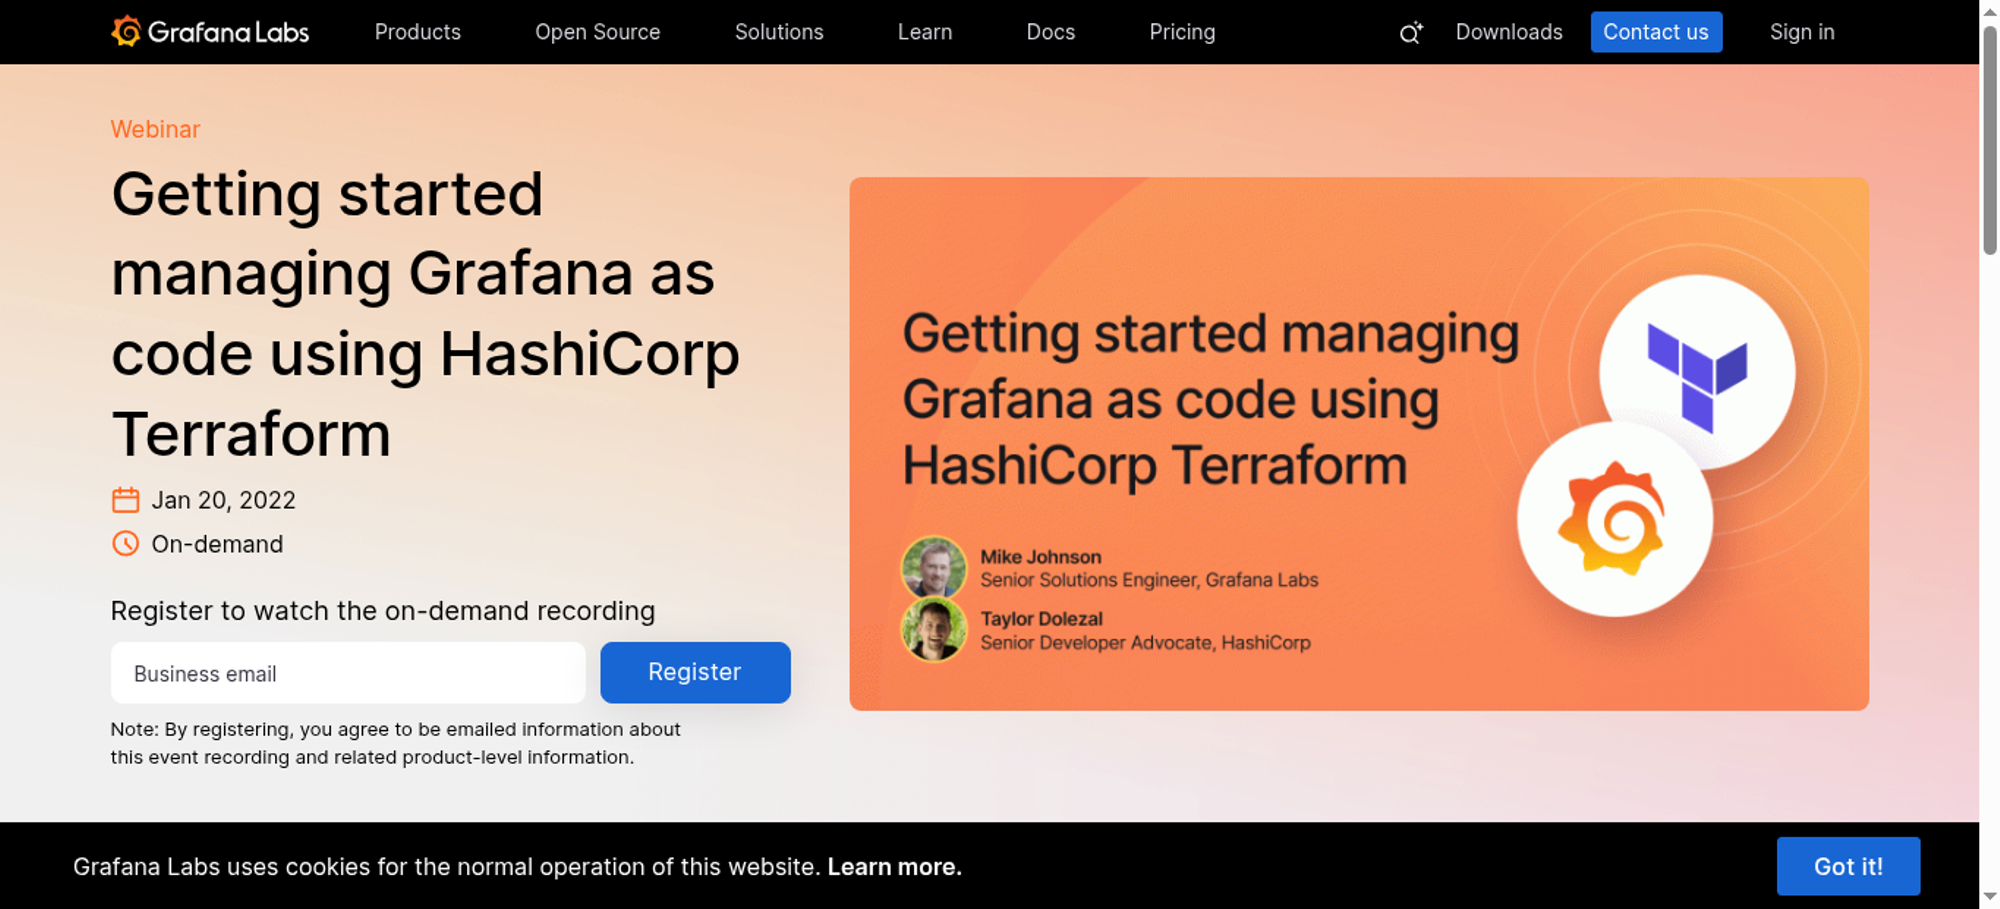 Grafana Labs Products Open Source Solutions Learn Docs Pricing Downloads Contact us Sign in
Webinar
Getting started
managing Grafana as
code using HashiCorp
Terraform
Jan 20, 2022
On-demand
Register to watch the on-demand recording
Business email Register
Note: By registering, you agree to be emailed information about
this event recording and related product-level information.
Getting started managing
Grafana as code using
HashiCorp Terraform
Mike Johnson
Senior Solutions Engineer, Grafana Labs
Taylor Dolezal
Senior Developer Advocate, HashiCorp
Grafana Labs uses cookies for the normal operation of this website. Learn more. Got it!